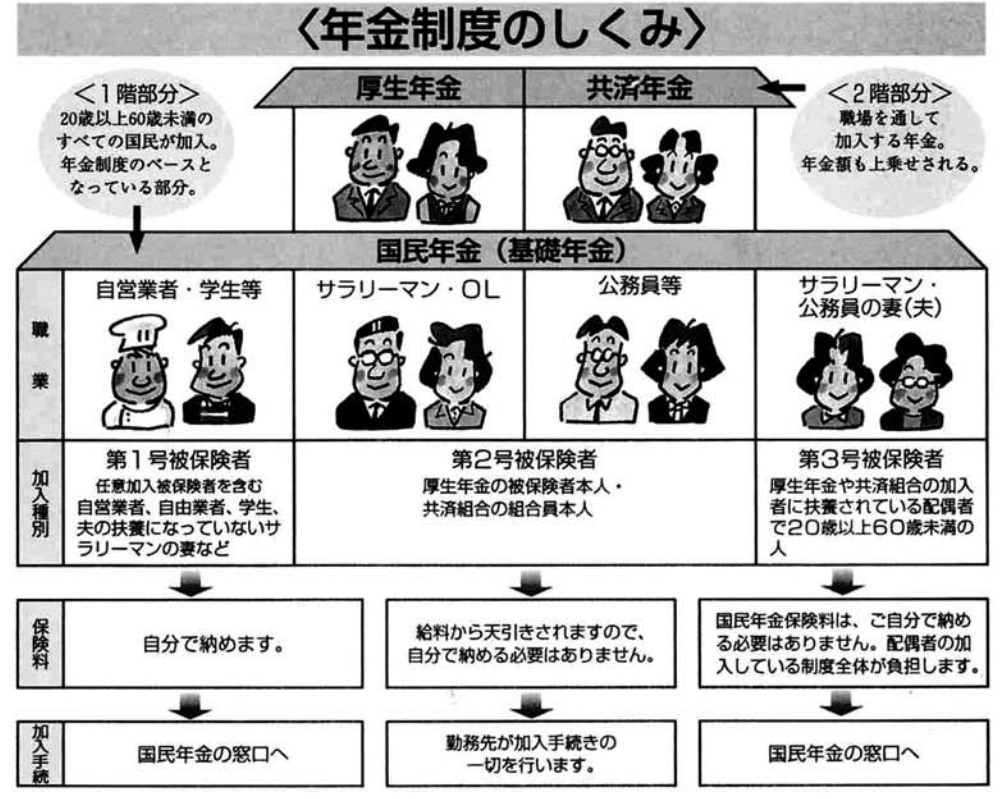 〈年金制度のしくみ〉
＜1階部分＞
20歳以上60歳未満の
すべての国民が加入。
年金制度のベースと
なっている部分。
厚生年金
共済年金
＜2階部分＞
職場を通して
加入する年金。
年金額も上乗せされる。
国民年金（基礎年金）
職業
自営業者・学生等
サラリーマン・OL
公務員等
サラリーマン・
公務員の妻(夫)
加入種別
第1号被保険者
任意加入被保険者を含む
自営業者、自由業者、学生、
夫の扶養になっていないサ
ラリーマンの妻など
第2号被保険者
厚生年金の被保険者本人・
共済組合の組合員本人
第3号被保険者
厚生年金や共済組合の加入
者に扶養されている配偶者
で20歳以上60歳未満の
人
保険料
自分で納めます。
給料から天引きされますので、
自分で納める必要はありません。
国民年金保険料は、ご自分で納め
る必要はありません。配偶者の加
入している制度全体が負担します。
加入手続
国民年金の窓口へ
勤務先が加入手続きの
一切を行います。
国民年金の窓口へ